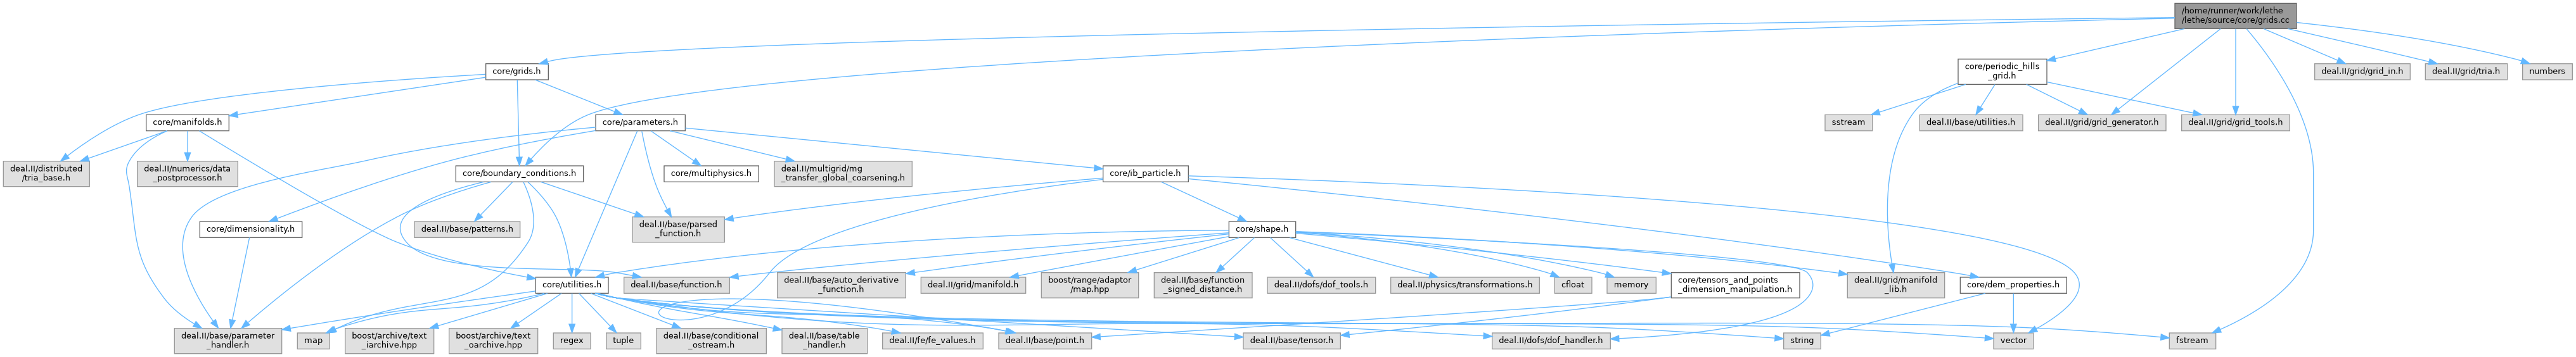 /home/runner/work/lethe
/lethe/source/core/grids.cc
core/grids.h
core/periodic_hills
_grid.h
deal.II/grid/grid_in.h
deal.II/grid/tria.h
numbers
core/manifolds.h
core/parameters.h
sstream
deal.II/base/utilities.h
deal.II/grid/grid_generator.h
deal.II/grid/grid_tools.h
deal.II/distributed
/tria_base.h
deal.II/numerics/data
_postprocessor.h
core/boundary_conditions.h
core/multiphysics.h
deal.II/multigrid/mg
_transfer_global_coarsening.h
core/ib_particle.h
core/dimensionality.h
deal.II/base/patterns.h
deal.II/base/parsed
_function.h
core/shape.h
core/utilities.h
deal.II/base/function.h
deal.II/base/auto_derivative
_function.h
deal.II/grid/manifold.h
boost/range/adaptor
/map.hpp
deal.II/base/function
_signed_distance.h
deal.II/dofs/dof_tools.h
deal.II/physics/transformations.h
cfloat
memory
core/tensors_and_points
_dimension_manipulation.h
deal.II/grid/manifold
_lib.h
core/dem_properties.h
deal.II/base/parameter
_handler.h
map
boost/archive/text
_iarchive.hpp
boost/archive/text
_oarchive.hpp
regex
tuple
deal.II/base/conditional
_ostream.h
deal.II/base/table
_handler.h
deal.II/fe/fe_values.h
deal.II/base/point.h
deal.II/base/tensor.h
deal.II/dofs/dof_handler.h
string
vector
fstream